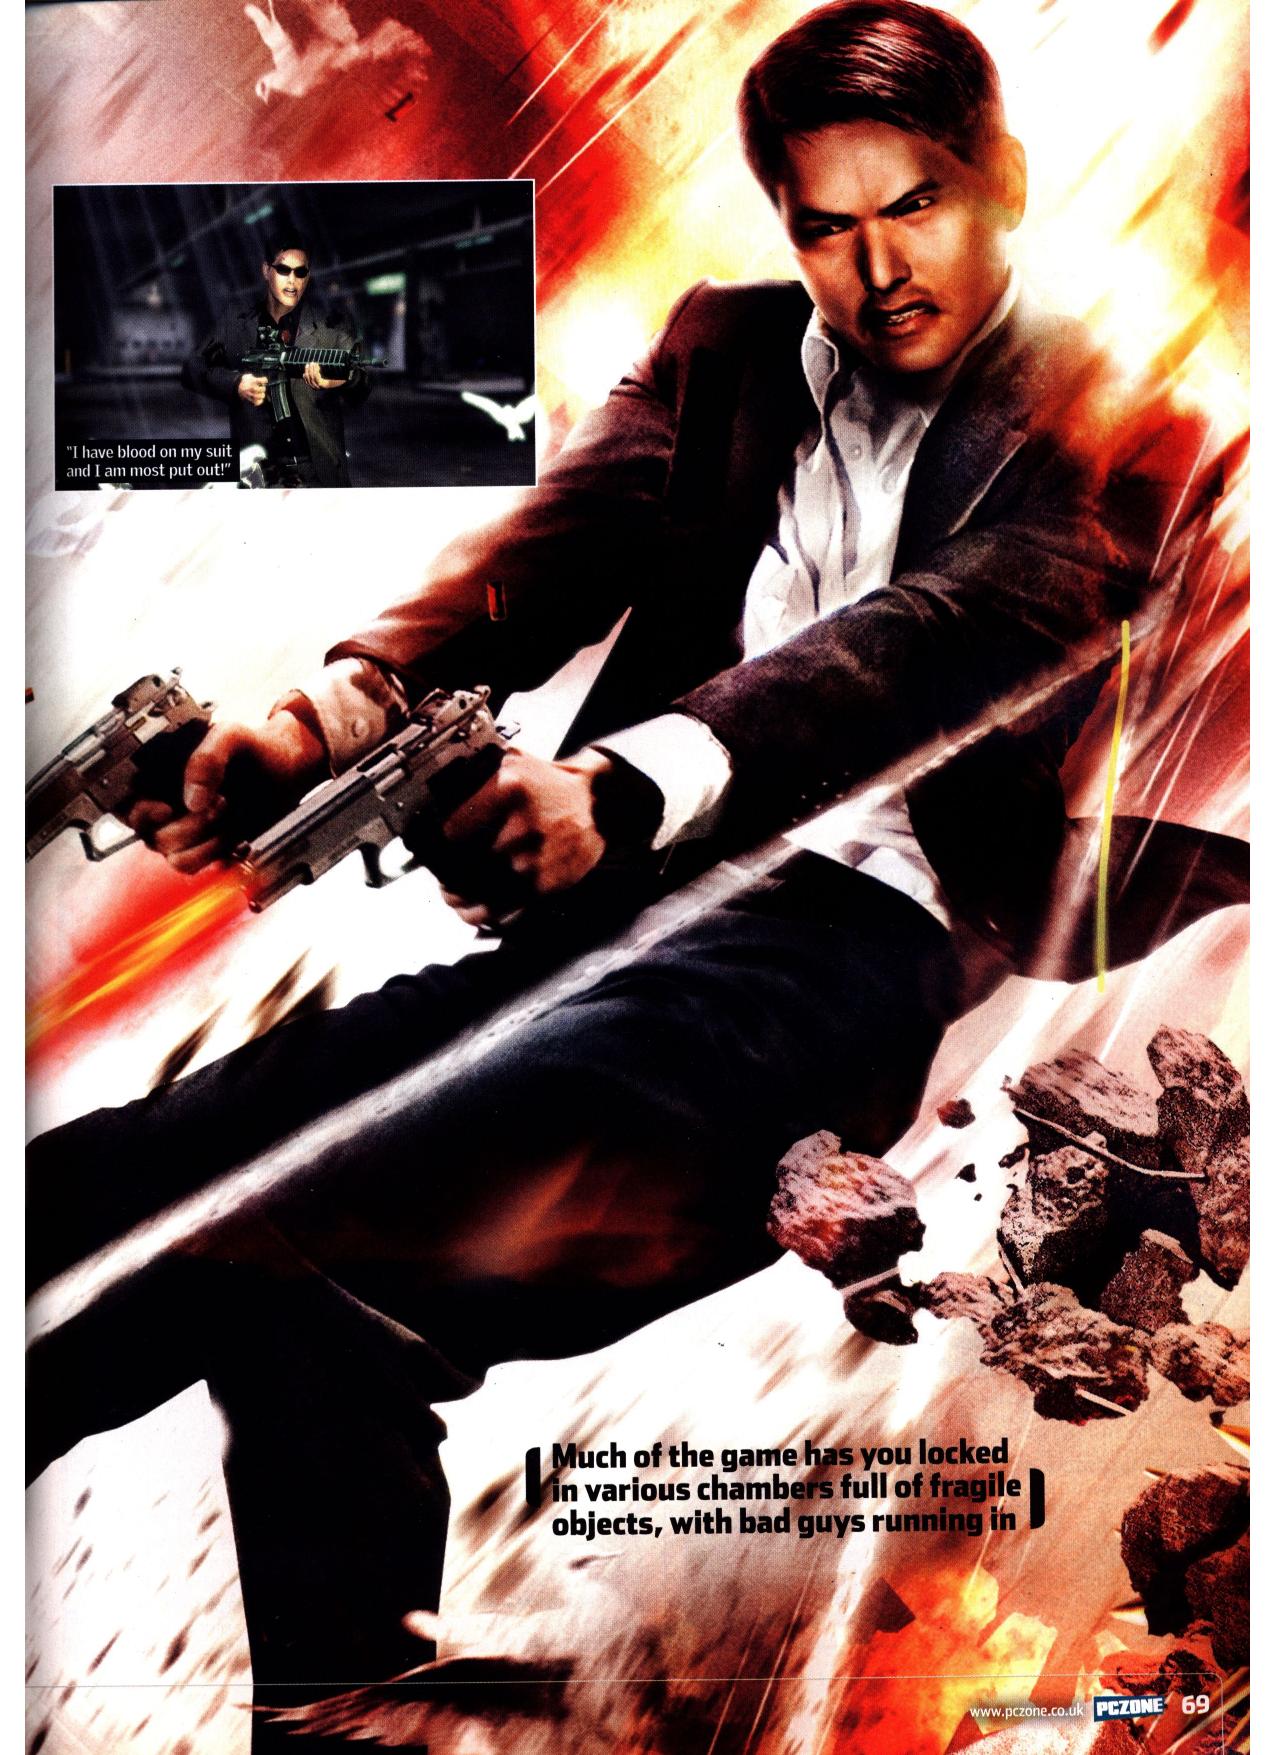 "I have blood on my suit
and I am most put out!"
Much of the game has you locked
in various chambers full of fragile
objects, with bad guys running in
www.pczone.co.uk PCZONE 69